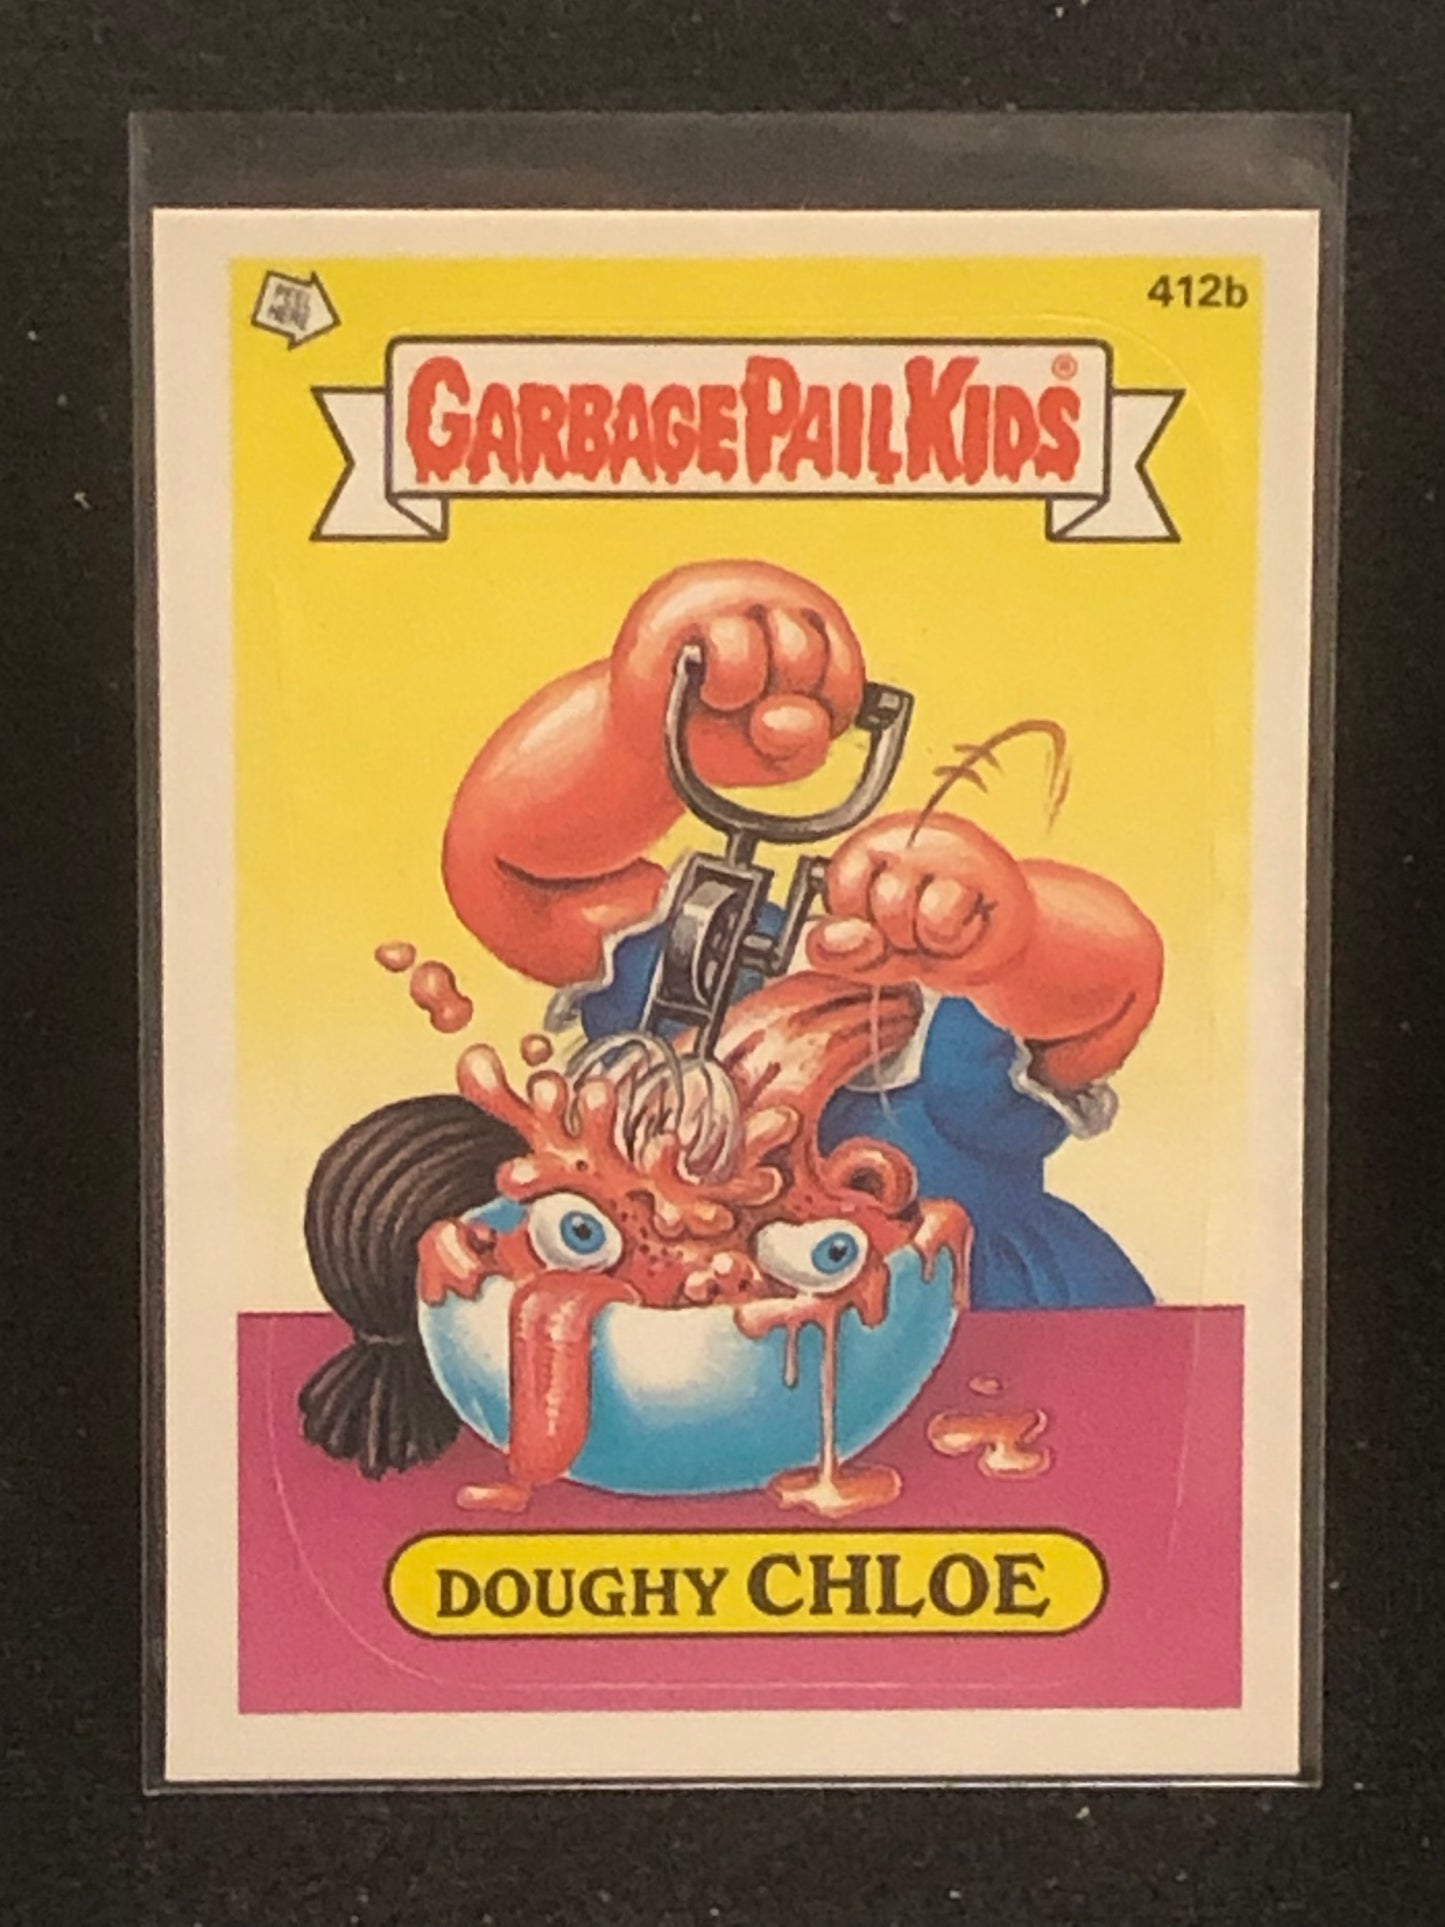 PEEL
HERE
412b
GARBAGE PAIL KIDS®
DOUGHY CHLOE